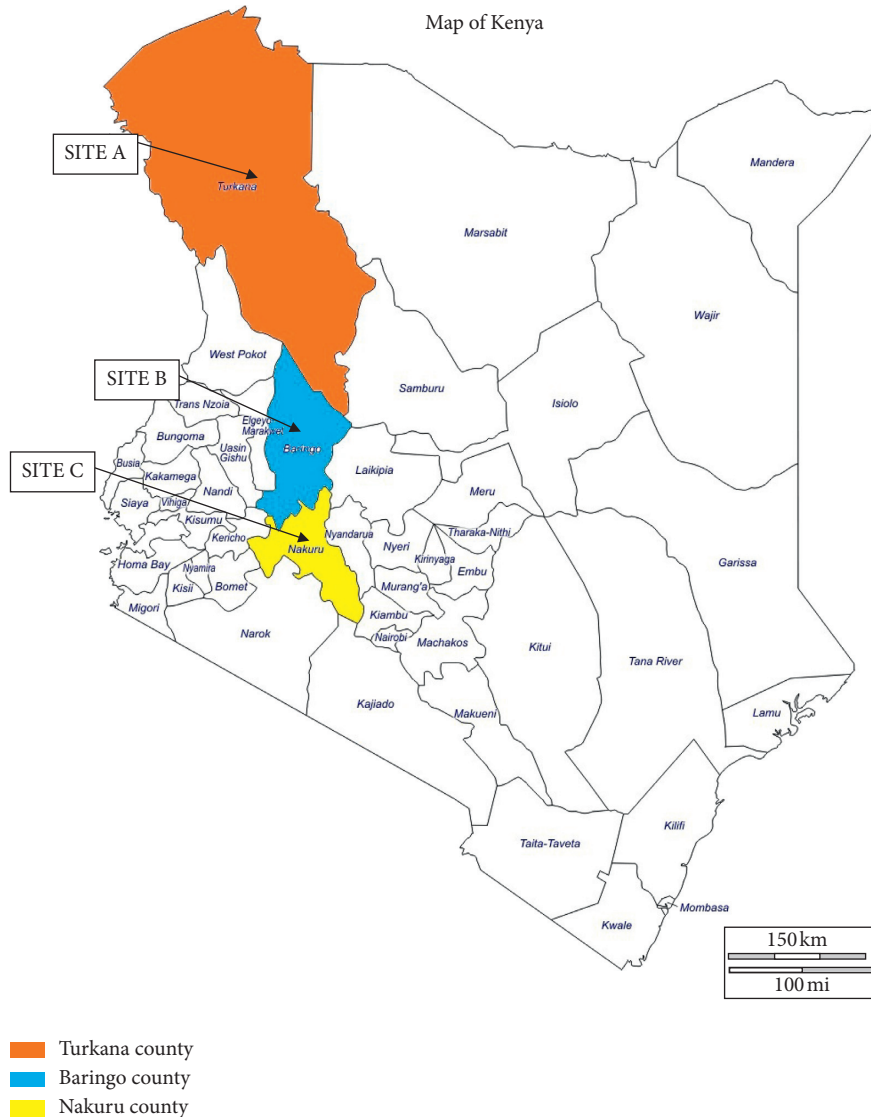 Map of Kenya
SITE A
Turkana
Mandera
Marsabit
Wajir
West Pokot
SITE B
Samburu
Isiolo
Trans Nzoia
Elgeyo
Marakwet
Bungoma
Uasin
Gishu
Baringo
Laikipia
SITE C
Busia
Kakamega
Nandi
Meru
Siaya
Vihiga
Kisumu
Kericho
Nakuru
Nyandarua
Nyeri
Tharaka-Nithi
Kirinyaga
Embu
Garissa
Homa Bay
Nyamira
Kisii
Bomet
Murang'a
Migori
Kiambu
Narok
Nairobi
Machakos
Kitui
Tana River
Kajiado
Makueni
Lamu
Taita-Taveta
Kilifi
Mombasa
Kwale
150 km
100 mi
Turkana county
Baringo county
Nakuru county